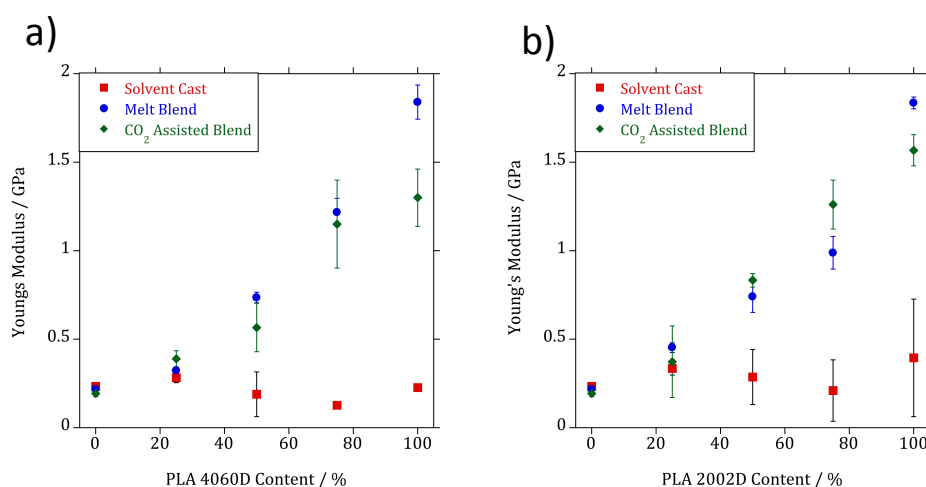 a)
2
1.5
1
0.5
0
Youngs Modulus / GPa
Solvent Cast
Melt Blend
CO2 Assisted Blend
0 20 40 60 80 100
PLA 4060D Content / %
b)
2
1.5
1
0.5
0
Young's Modulus / GPa
Solvent Cast
Melt Blend
CO2 Assisted Blend
0 20 40 60 80 100
PLA 2002D Content / %